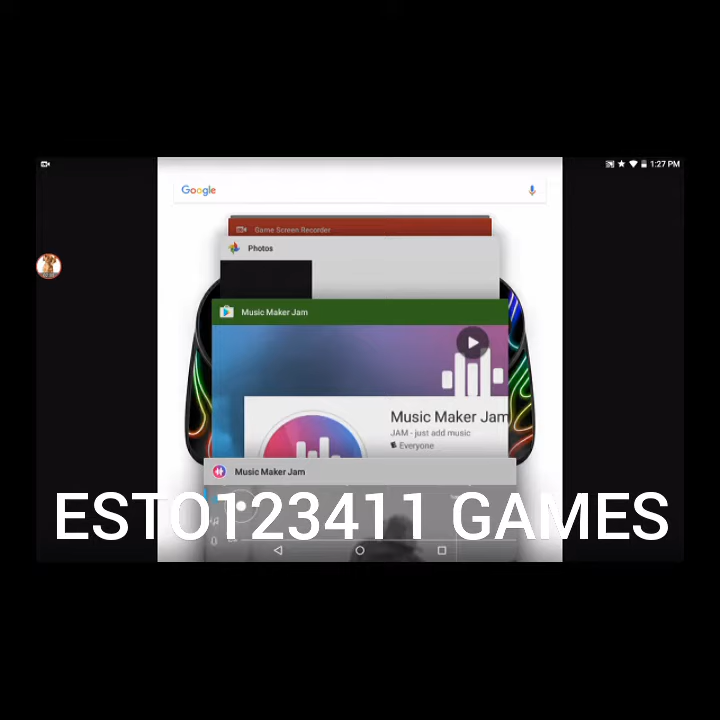 1:27 PM
Google
Game Screen Recorder
Photos
Music Maker Jam
Music Maker Jam
JAM - just add music
Everyone
Music Maker Jam
ESTO123411 GAMES